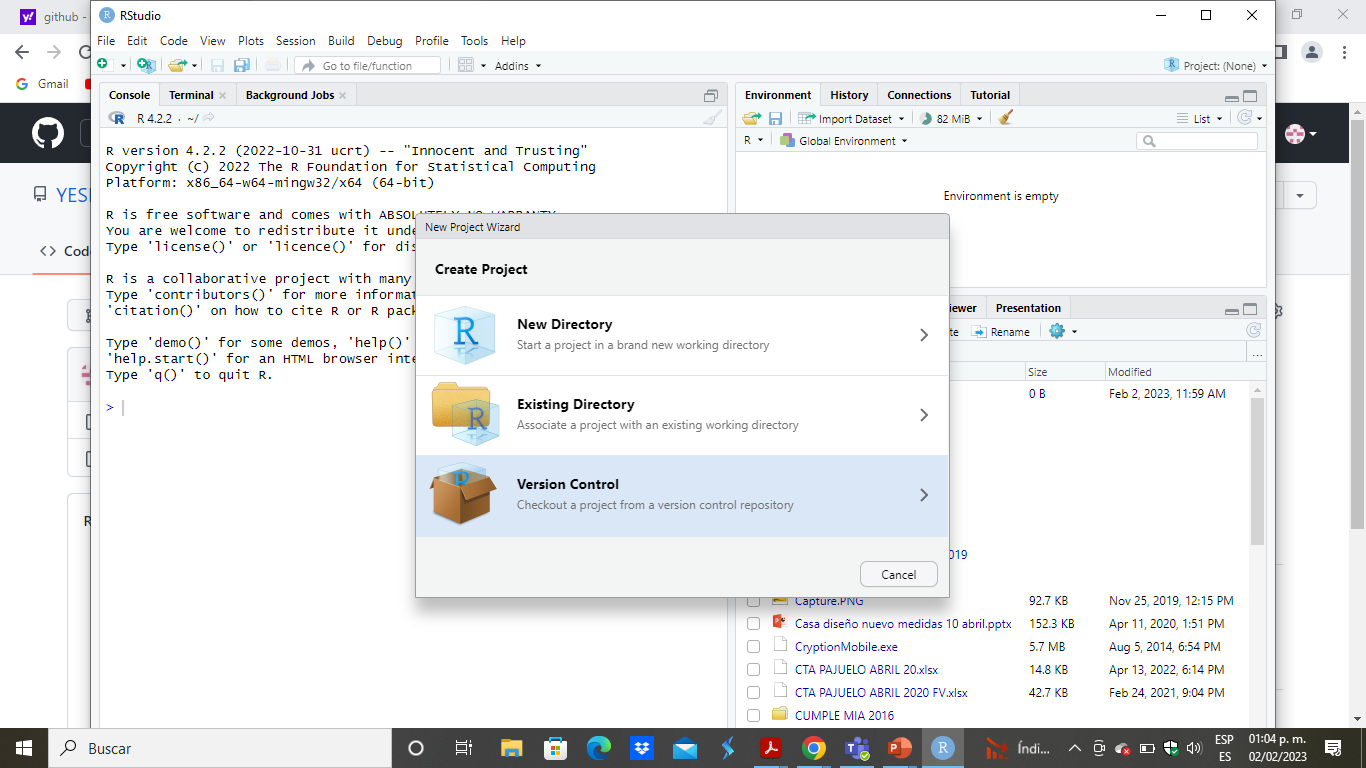 github -
RStudio
File Edit Code View Plots Session Build Debug Profile Tools Help
Go to file/function Addins Project: (None)
Gmail
Console Terminal Background Jobs
R 4.2.2 · ~/
R version 4.2.2 (2022-10-31 ucrt) -- "Innocent and Trusting"
Copyright (C) 2022 The R Foundation for Statistical Computing
Platform: x86_64-w64-mingw32/x64 (64-bit)
R is free software and comes with ABSOLUTELY NO WARRANTY
You are welcome to redistribute it unde
Type 'license()' or 'licence()' for dis
R is a collaborative project with many
Type 'contributors()' for more informat
'citation()' on how to cite R or R pack
Type 'demo()' for some demos, 'help()'
'help.start()' for an HTML browser inte
Type 'q()' to quit R.
>
Environment History Connections Tutorial
Import Dataset 82 MiB List
R Global Environment
Environment is empty
YES
Code
New Project Wizard
Create Project
New Directory
Start a project in a brand new working directory
Existing Directory
Associate a project with an existing working directory
Version Control
Checkout a project from a version control repository
Cancel
iewer Presentation
te Rename
...
Size Modified
0 B Feb 2, 2023, 11:59 AM
019
Capture.PNG 92.7 KB Nov 25, 2019, 12:15 PM
Casa diseño nuevo medidas 10 abril.pptx 152.3 KB Apr 11, 2020, 1:51 PM
CryptionMobile.exe 5.7 MB Aug 5, 2014, 6:54 PM
CTA PAJUELO ABRIL 20.xlsx 14.8 KB Apr 13, 2022, 6:14 PM
CTA PAJUELO ABRIL 2020 FV.xlsx 42.7 KB Feb 24, 2021, 9:04 PM
CUMPLE MIA 2016
R
Buscar
Índi...
ESP
ES
01:04 p. m.
02/02/2023